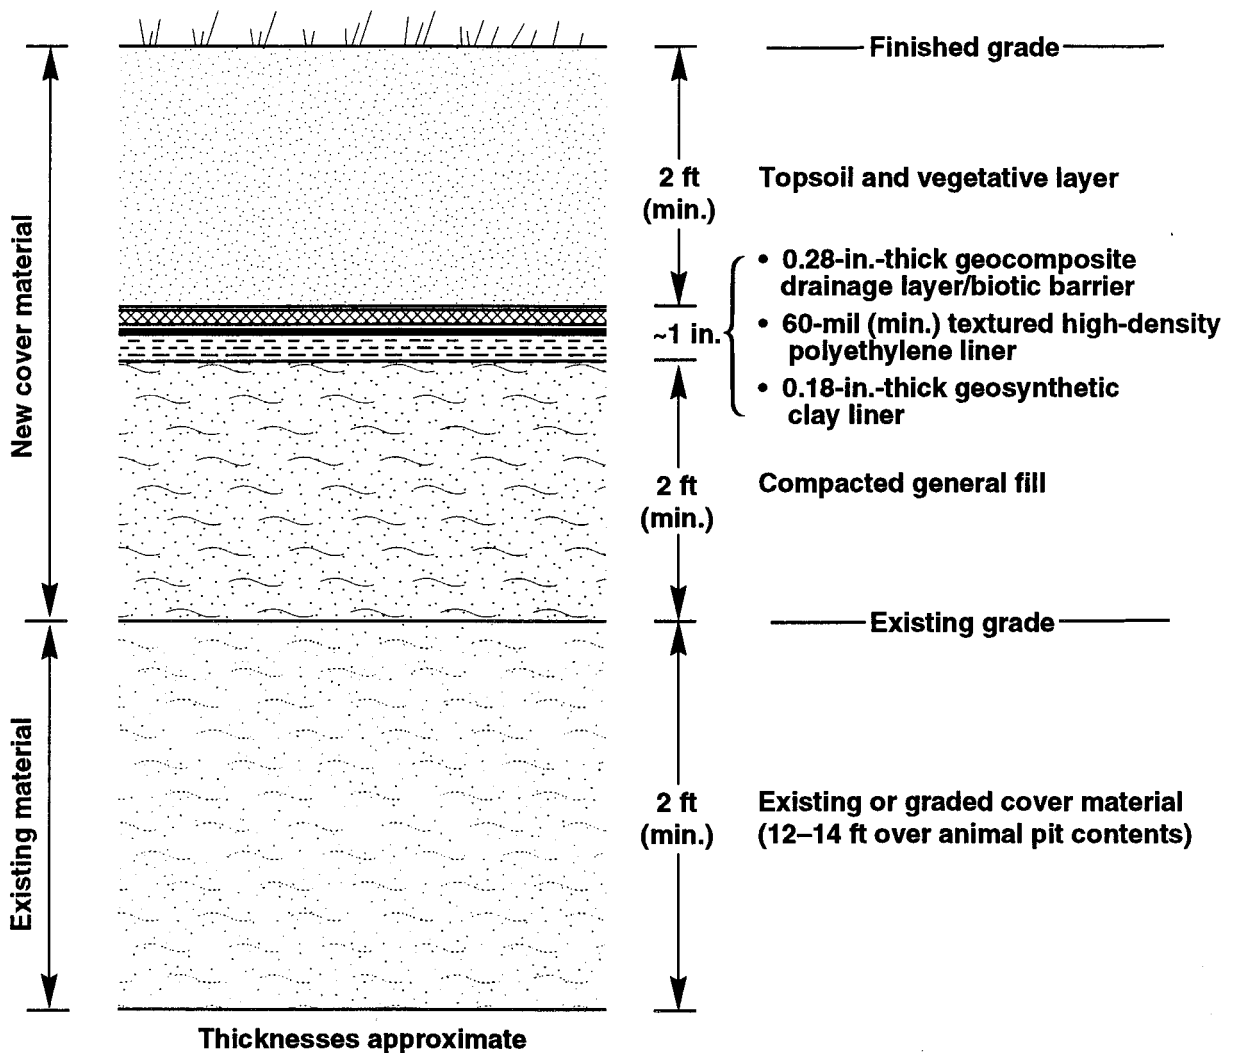 Finished grade
2 ft
(min.)
Topsoil and vegetative layer
New cover material
~1 in.
• 0.28-in.-thick geocomposite
drainage layer/biotic barrier
• 60-mil (min.) textured high-density
polyethylene liner
• 0.18-in.-thick geosynthetic
clay liner
2 ft
(min.)
Compacted general fill
Existing grade
Existing material
2 ft
(min.)
Existing or graded cover material
(12–14 ft over animal pit contents)
Thicknesses approximate